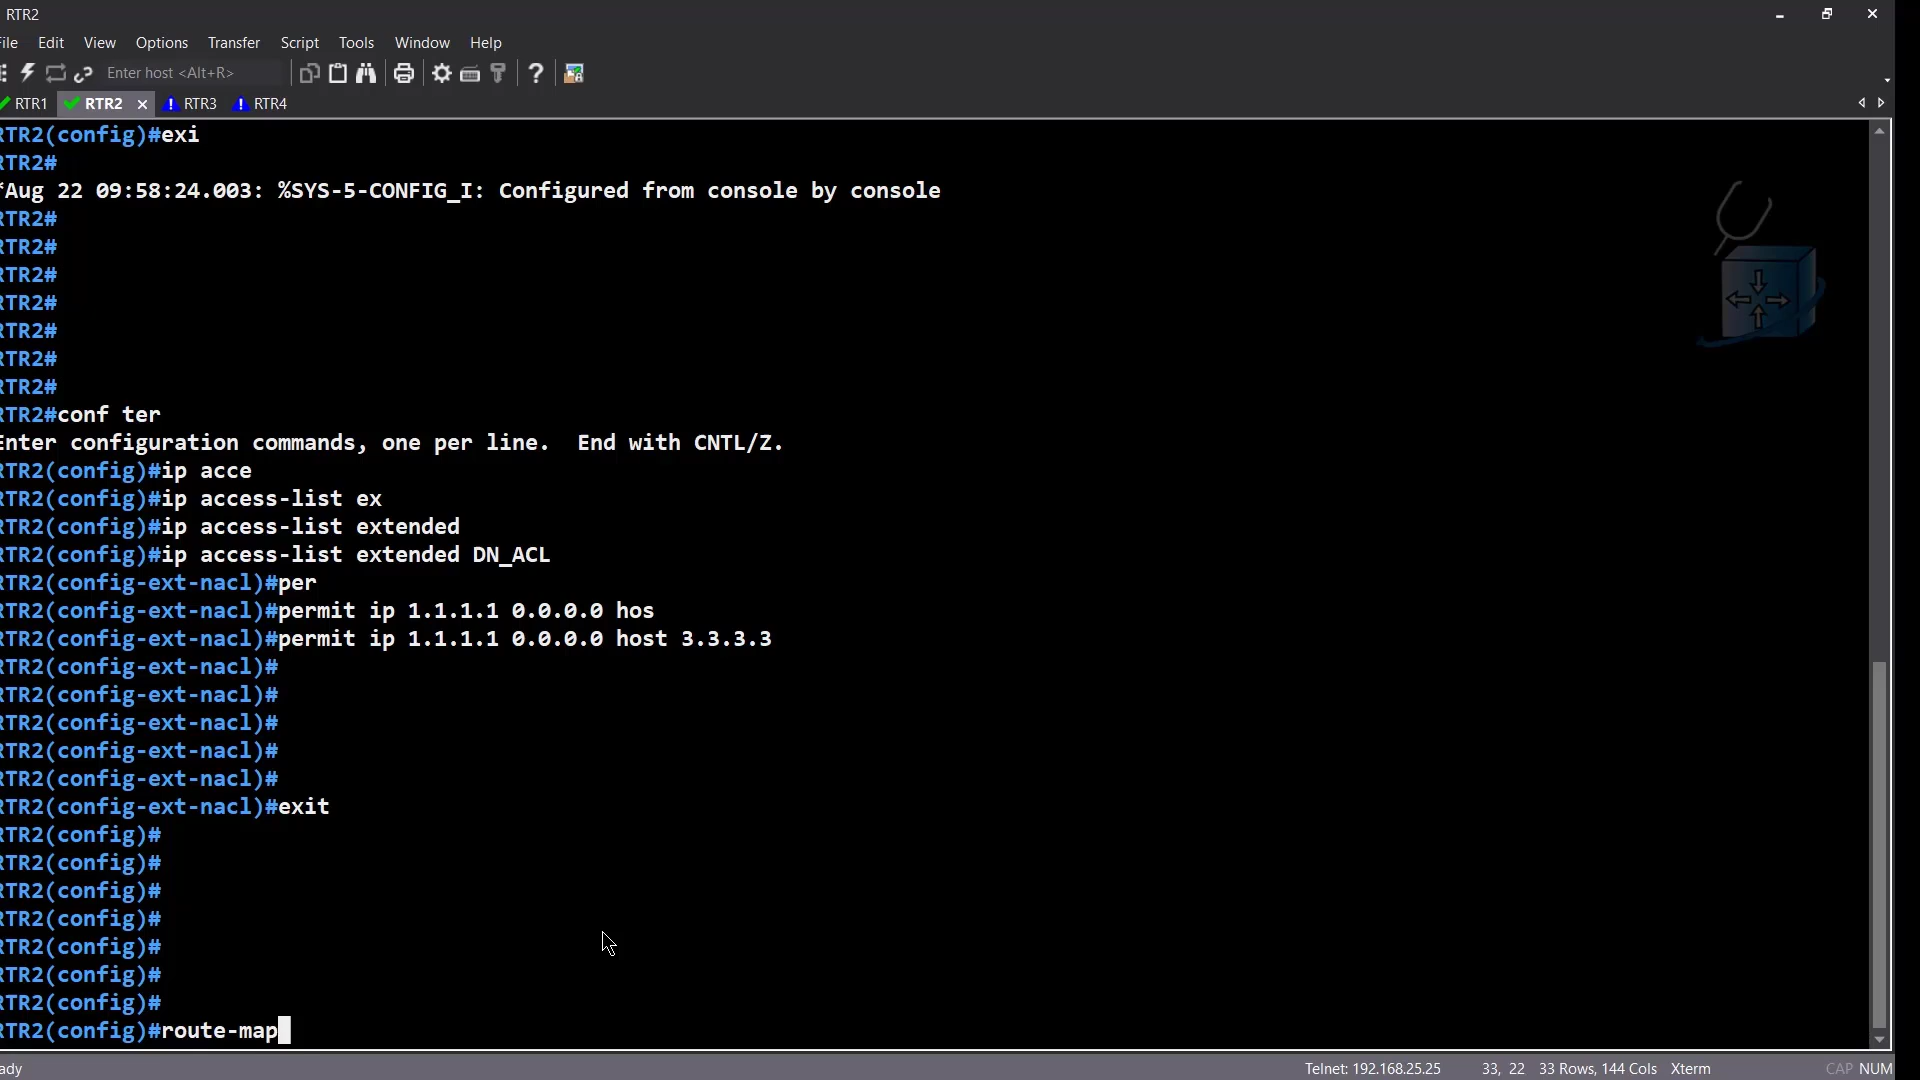 RTR2
File Edit View Options Transfer Script Tools Window Help
Enter host <Alt+R>
RTR1 RTR2 RTR3 RTR4
RTR2(config)#exi
RTR2#
*Aug 22 09:58:24.003: %SYS-5-CONFIG_I: Configured from console by console
RTR2#
RTR2#
RTR2#
RTR2#
RTR2#
RTR2#
RTR2#
RTR2#conf ter
Enter configuration commands, one per line.  End with CNTL/Z.
RTR2(config)#ip acce
RTR2(config)#ip access-list ex
RTR2(config)#ip access-list extended
RTR2(config)#ip access-list extended DN_ACL
RTR2(config-ext-nacl)#per
RTR2(config-ext-nacl)#permit ip 1.1.1.1 0.0.0.0 hos
RTR2(config-ext-nacl)#permit ip 1.1.1.1 0.0.0.0 host 3.3.3.3
RTR2(config-ext-nacl)#
RTR2(config-ext-nacl)#
RTR2(config-ext-nacl)#
RTR2(config-ext-nacl)#
RTR2(config-ext-nacl)#
RTR2(config-ext-nacl)#exit
RTR2(config)#
RTR2(config)#
RTR2(config)#
RTR2(config)#
RTR2(config)#
RTR2(config)#
RTR2(config)#
RTR2(config)#route-map
ady Telnet: 192.168.25.25 33, 22 33 Rows, 144 Cols Xterm CAP NUM